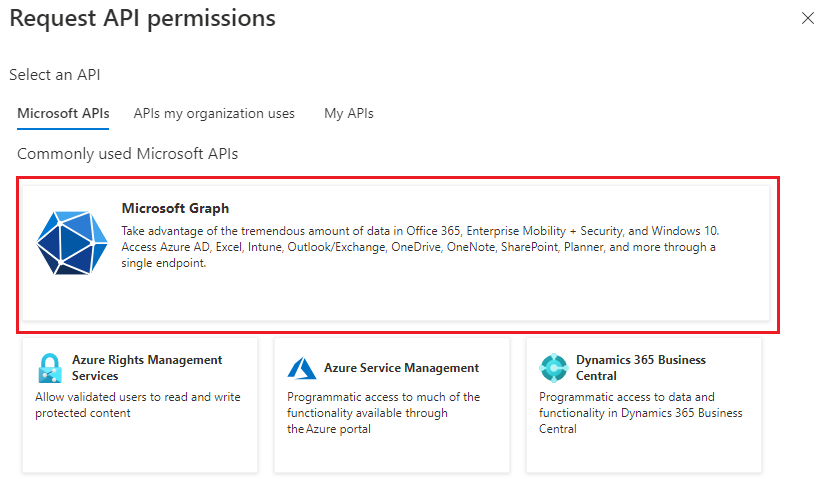 Request API permissions
Select an API
Microsoft APIs APIs my organization uses My APIs
Commonly used Microsoft APIs
Microsoft Graph
Take advantage of the tremendous amount of data in Office 365, Enterprise Mobility + Security, and Windows 10.
Access Azure AD, Excel, Intune, Outlook/Exchange, OneDrive, OneNote, SharePoint, Planner, and more through a
single endpoint.
Azure Rights Management
Services
Allow validated users to read and write
protected content
Azure Service Management
Programmatic access to much of the
functionality available through
the Azure portal
Dynamics 365 Business
Central
Programmatic access to data and
functionality in Dynamics 365 Business
Central